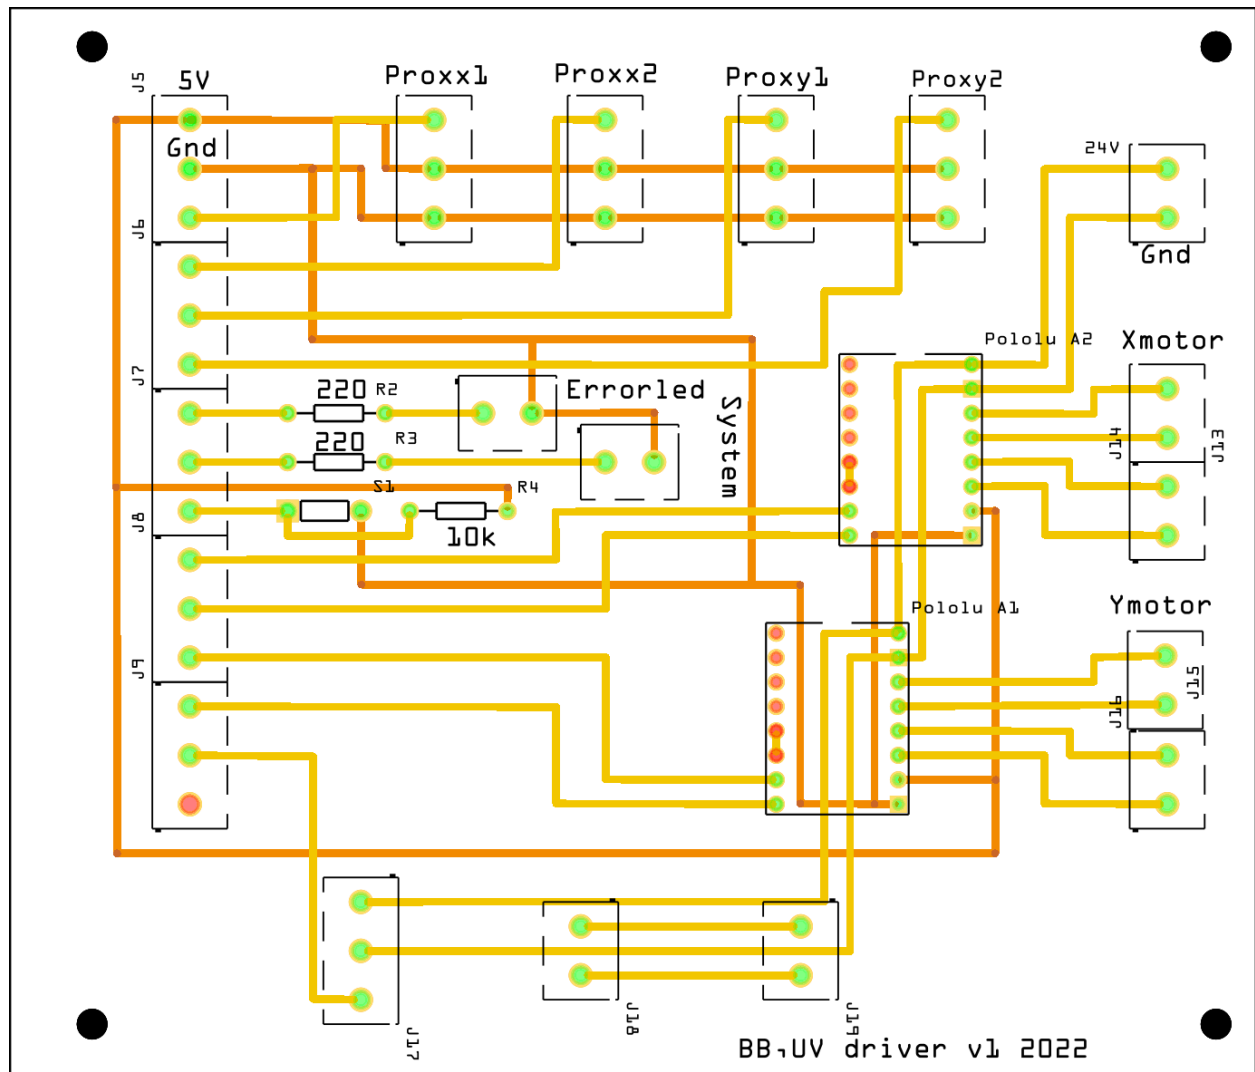 J5
5V
Proxx1
Proxx2
Proxy1
Proxy2
Gnd
24V
J6
Gnd
Pololu A2
Xmotor
J7
220
R2
Errorled
System
J14
J13
220
R3
S1
R4
J8
10k
Pololu A1
Ymotor
J9
J15
J16
J17
J18
J19
BB,UV driver v1 2022